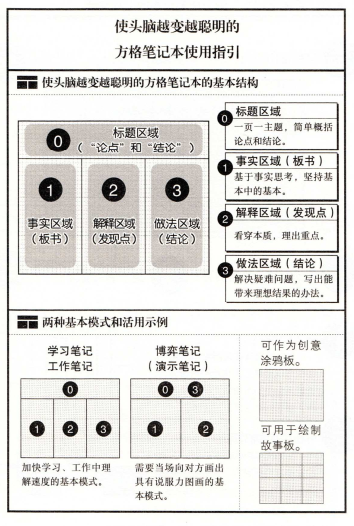 使头脑越变越聪明的
方格笔记本使用指引
使头脑越变越聪明的方格笔记本的基本结构
0
标题区域
（“论点”和“结论”）
1
事实区域
（板书）
2
解释区域
（发现点）
3
做法区域
（结论）
0 标题区域
一页一主题，简单概括
论点和结论。
1 事实区域（板书）
基于事实思考，坚持基
本中的基本。
2 解释区域（发现点）
看穿本质，理出重点。
3 做法区域（结论）
解决疑难问题，写出能
带来理想结果的办法。
两种基本模式和活用示例
学习笔记
工作笔记
0
1 2 3
加快学习、工作中理
解速度的基本模式。
博弈笔记
（演示笔记）
0 3
1 2
需要当场向对方画出
具有说服力图画的基
本模式。
可作为创意
涂鸦板。
可用于绘制
故事板。